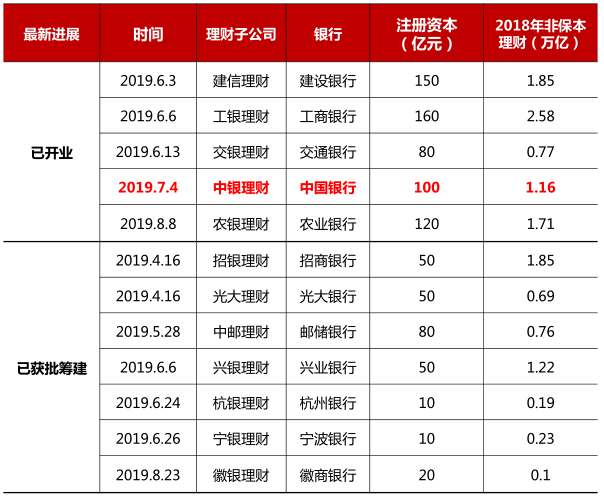 最新进展 时间 理财子公司 银行 注册资本（亿元） 2018年非保本理财（万亿）
已开业
2019.6.3 建信理财 建设银行 150 1.85
2019.6.6 工银理财 工商银行 160 2.58
2019.6.13 交银理财 交通银行 80 0.77
2019.7.4 中银理财 中国银行 100 1.16
2019.8.8 农银理财 农业银行 120 1.71
已获批筹建
2019.4.16 招银理财 招商银行 50 1.85
2019.4.16 光大理财 光大银行 50 0.69
2019.5.28 中邮理财 邮储银行 80 0.76
2019.6.6 兴银理财 兴业银行 50 1.22
2019.6.24 杭银理财 杭州银行 10 0.19
2019.6.26 宁银理财 宁波银行 10 0.23
2019.8.23 徽银理财 徽商银行 20 0.1